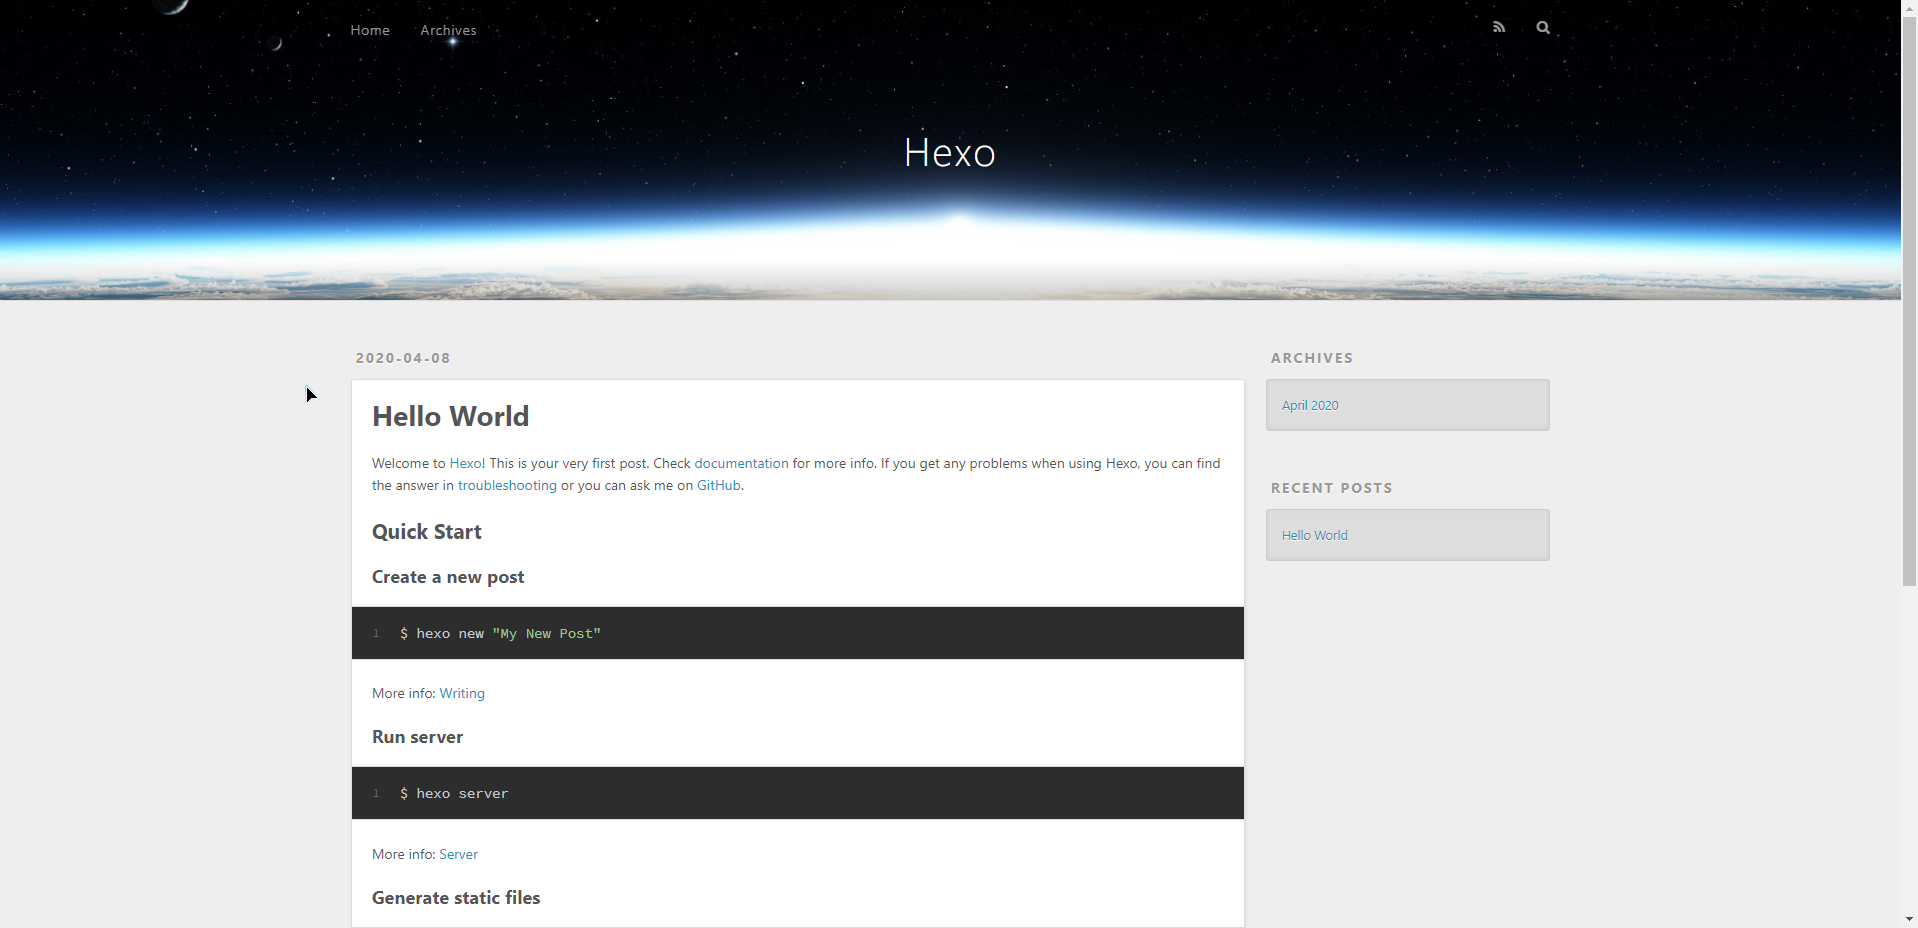 Home Archives
Hexo
2020-04-08
Hello World
Welcome to Hexo! This is your very first post. Check documentation for more info. If you get any problems when using Hexo, you can find
the answer in troubleshooting or you can ask me on GitHub.
Quick Start
Create a new post
1 $ hexo new "My New Post"
More info: Writing
Run server
1 $ hexo server
More info: Server
Generate static files
ARCHIVES
April 2020
RECENT POSTS
Hello World